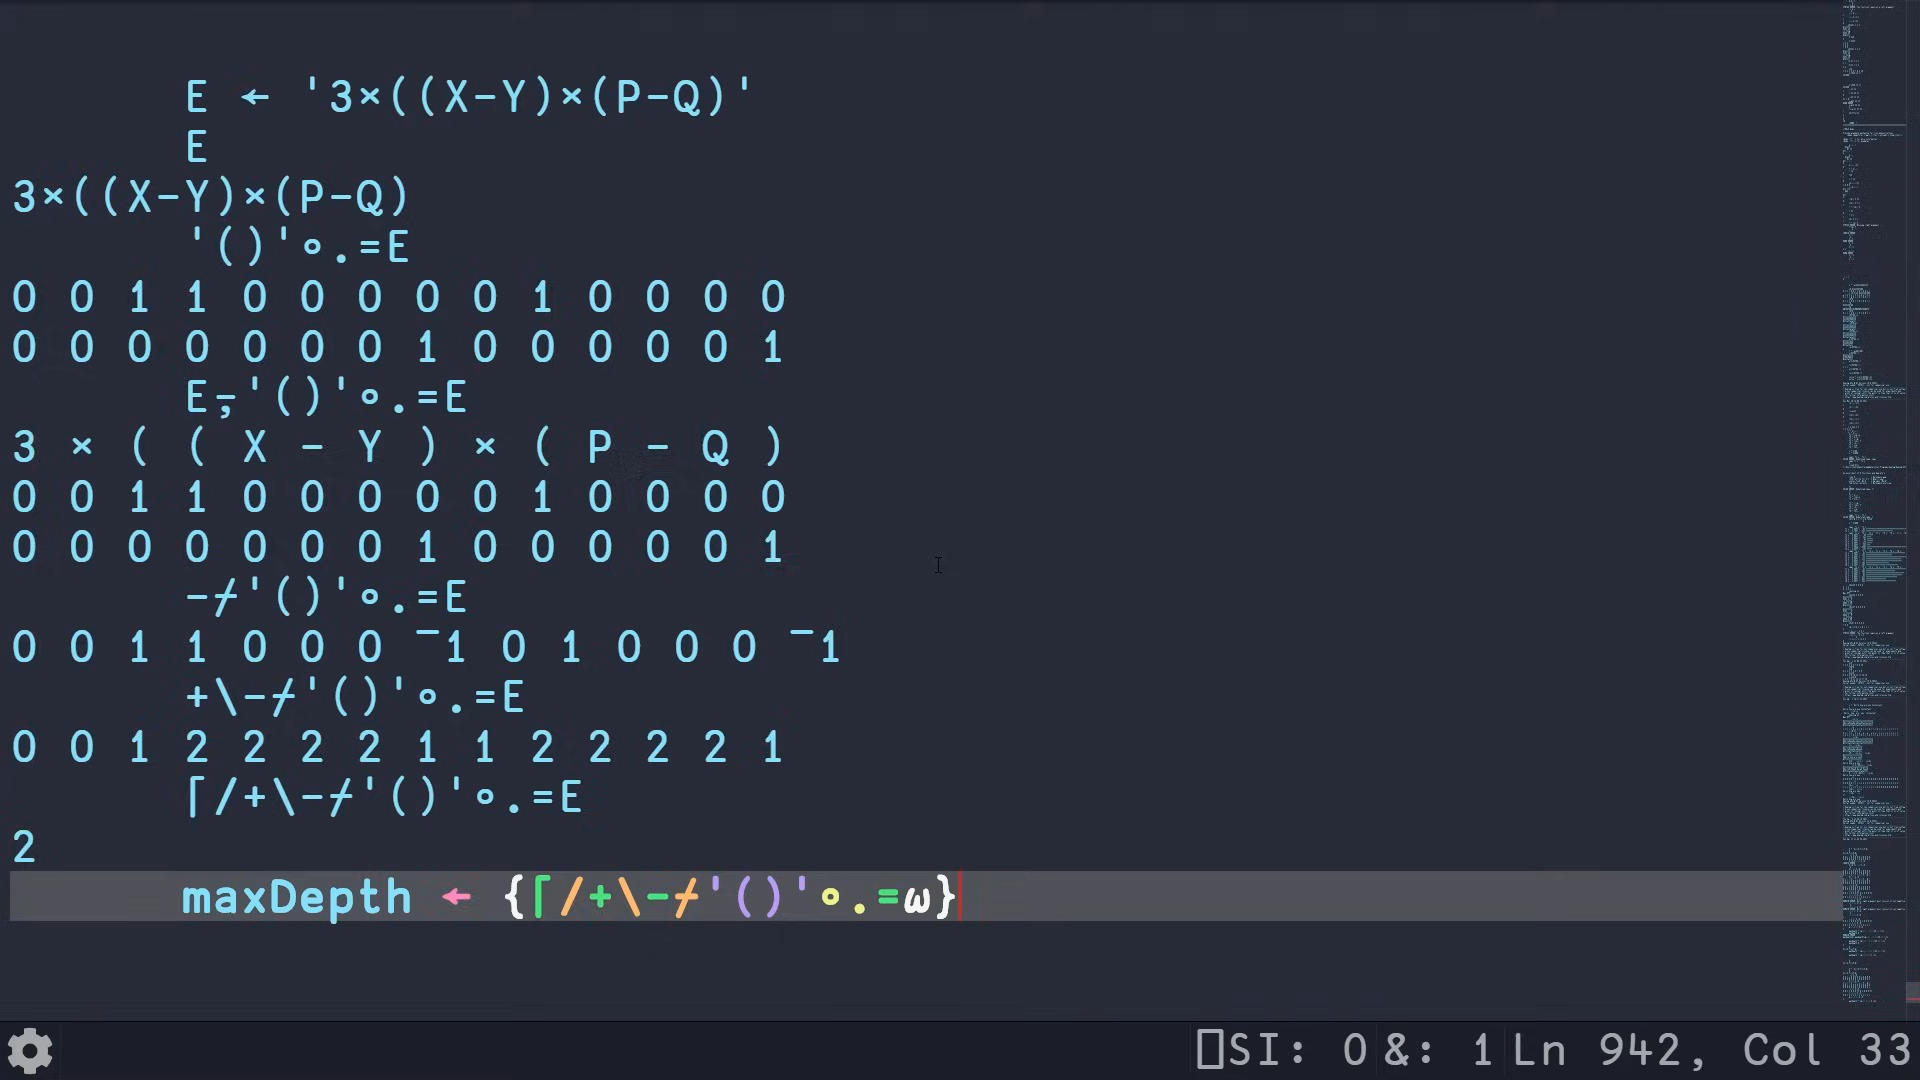 E ← '3×((X-Y)×(P-Q)'
E
3×((X-Y)×(P-Q)
'()'∘.=E
0 0 1 1 0 0 0 0 0 1 0 0 0 0
0 0 0 0 0 0 0 1 0 0 0 0 0 1
E⍪'()'∘.=E
3 × ( ( X - Y ) × ( P - Q )
0 0 1 1 0 0 0 0 0 1 0 0 0 0
0 0 0 0 0 0 0 1 0 0 0 0 0 1
-⌿'()'∘.=E
0 0 1 1 0 0 0 ¯1 0 1 0 0 0 ¯1
+\-⌿'()'∘.=E
0 0 1 2 2 2 2 1 1 2 2 2 2 1
⌈/+\-⌿'()'∘.=E
2
maxDepth ← {⌈/+\-⌿'()'∘.=⍵}
⎕SI: 0 &: 1 Ln 942, Col 33